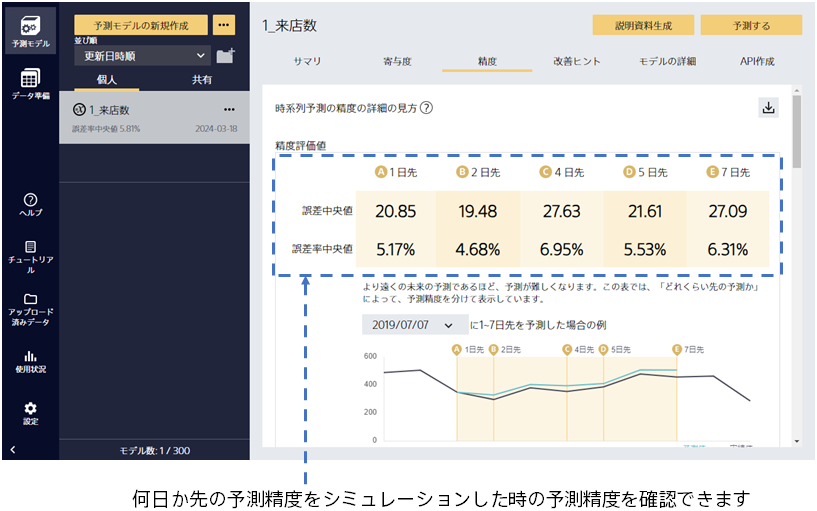 予測モデル
データ準備
ヘルプ
チュートリア
ル
アップロード
済みデータ
使用状況
設定
予測モデルの新規作成
並び順
更新日時順
個人
共有
1_来店数
誤差率中央値 5.81%
2024-03-18
モデル数: 1 / 300
1_来店数
説明資料生成
予測する
サマリ
寄与度
精度
改善ヒント
モデルの詳細
API作成
時系列予測の精度の詳細の見方 ?
精度評価値
A 1日先 B 2日先 C 4日先 D 5日先 E 7日先
誤差中央値 20.85 19.48 27.63 21.61 27.09
誤差率中央値 5.17% 4.68% 6.95% 5.53% 6.31%
より遠くの未来の予測であるほど、予測が難しくなります。この表では、「どれくらい先の予測か」
によって、予測精度を分けて表示しています。
2019/07/07 に1~7日先を予測した場合の例
A 1日先 B 2日先 C 4日先 D 5日先 E 7日先
600
400
200
0
何日か先の予測精度をシミュレーションした時の予測精度を確認できます